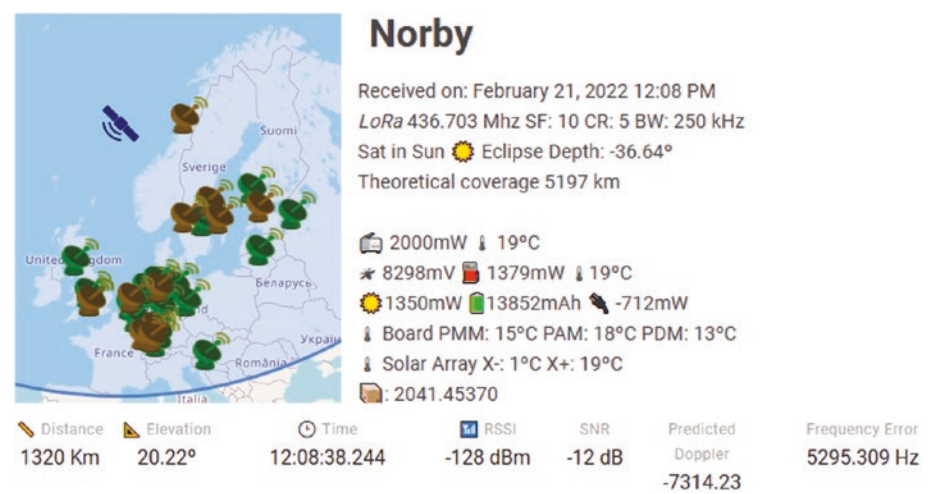 Norby
Received on: February 21, 2022 12:08 PM
LoRa 436.703 Mhz SF: 10 CR: 5 BW: 250 kHz
Sat in Sun Eclipse Depth: -36.64º
Theoretical coverage 5197 km
2000mW 19ºC
8298mV 1379mW 19ºC
1350mW 13852mAh -712mW
Board PMM: 15ºC PAM: 18ºC PDM: 13ºC
Solar Array X-: 1ºC X+: 19ºC
: 2041.45370
Suomi
Sverige
United
Беларусь
France
Украї
România
Italia
Distance Elevation Time RSSI SNR Predicted Doppler Frequency Error
1320 Km 20.22º 12:08:38.244 -128 dBm -12 dB -7314.23 5295.309 Hz